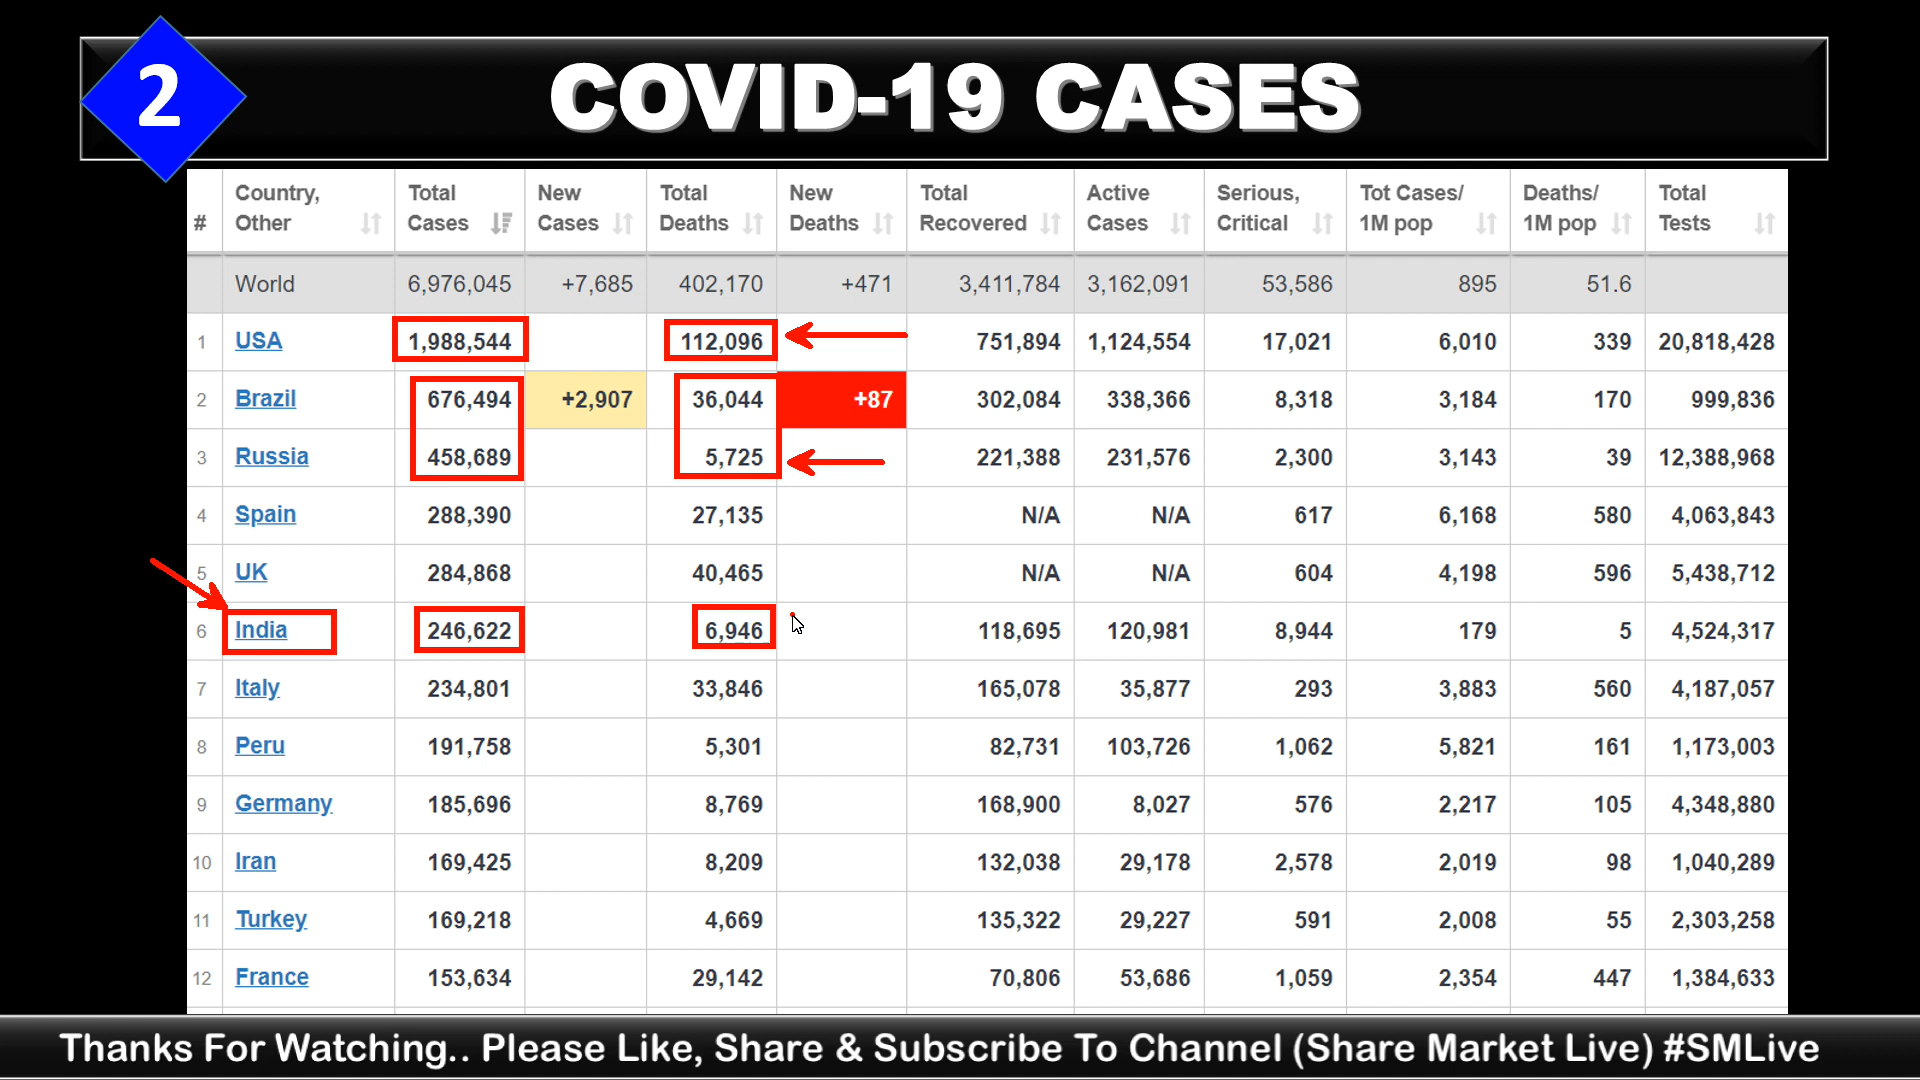 2
COVID-19 CASES
# Country, Other Total Cases New Cases Total Deaths New Deaths Total Recovered Active Cases Serious, Critical Tot Cases/ 1M pop Deaths/ 1M pop Total Tests
World 6,976,045 +7,685 402,170 +471 3,411,784 3,162,091 53,586 895 51.6
1 USA 1,988,544 112,096 751,894 1,124,554 17,021 6,010 339 20,818,428
2 Brazil 676,494 +2,907 36,044 +87 302,084 338,366 8,318 3,184 170 999,836
3 Russia 458,689 5,725 221,388 231,576 2,300 3,143 39 12,388,968
4 Spain 288,390 27,135 N/A N/A 617 6,168 580 4,063,843
5 UK 284,868 40,465 N/A N/A 604 4,198 596 5,438,712
6 India 246,622 6,946 118,695 120,981 8,944 179 5 4,524,317
7 Italy 234,801 33,846 165,078 35,877 293 3,883 560 4,187,057
8 Peru 191,758 5,301 82,731 103,726 1,062 5,821 161 1,173,003
9 Germany 185,696 8,769 168,900 8,027 576 2,217 105 4,348,880
10 Iran 169,425 8,209 132,038 29,178 2,578 2,019 98 1,040,289
11 Turkey 169,218 4,669 135,322 29,227 591 2,008 55 2,303,258
12 France 153,634 29,142 70,806 53,686 1,059 2,354 447 1,384,633
Thanks For Watching.. Please Like, Share & Subscribe To Channel (Share Market Live) #SMLive